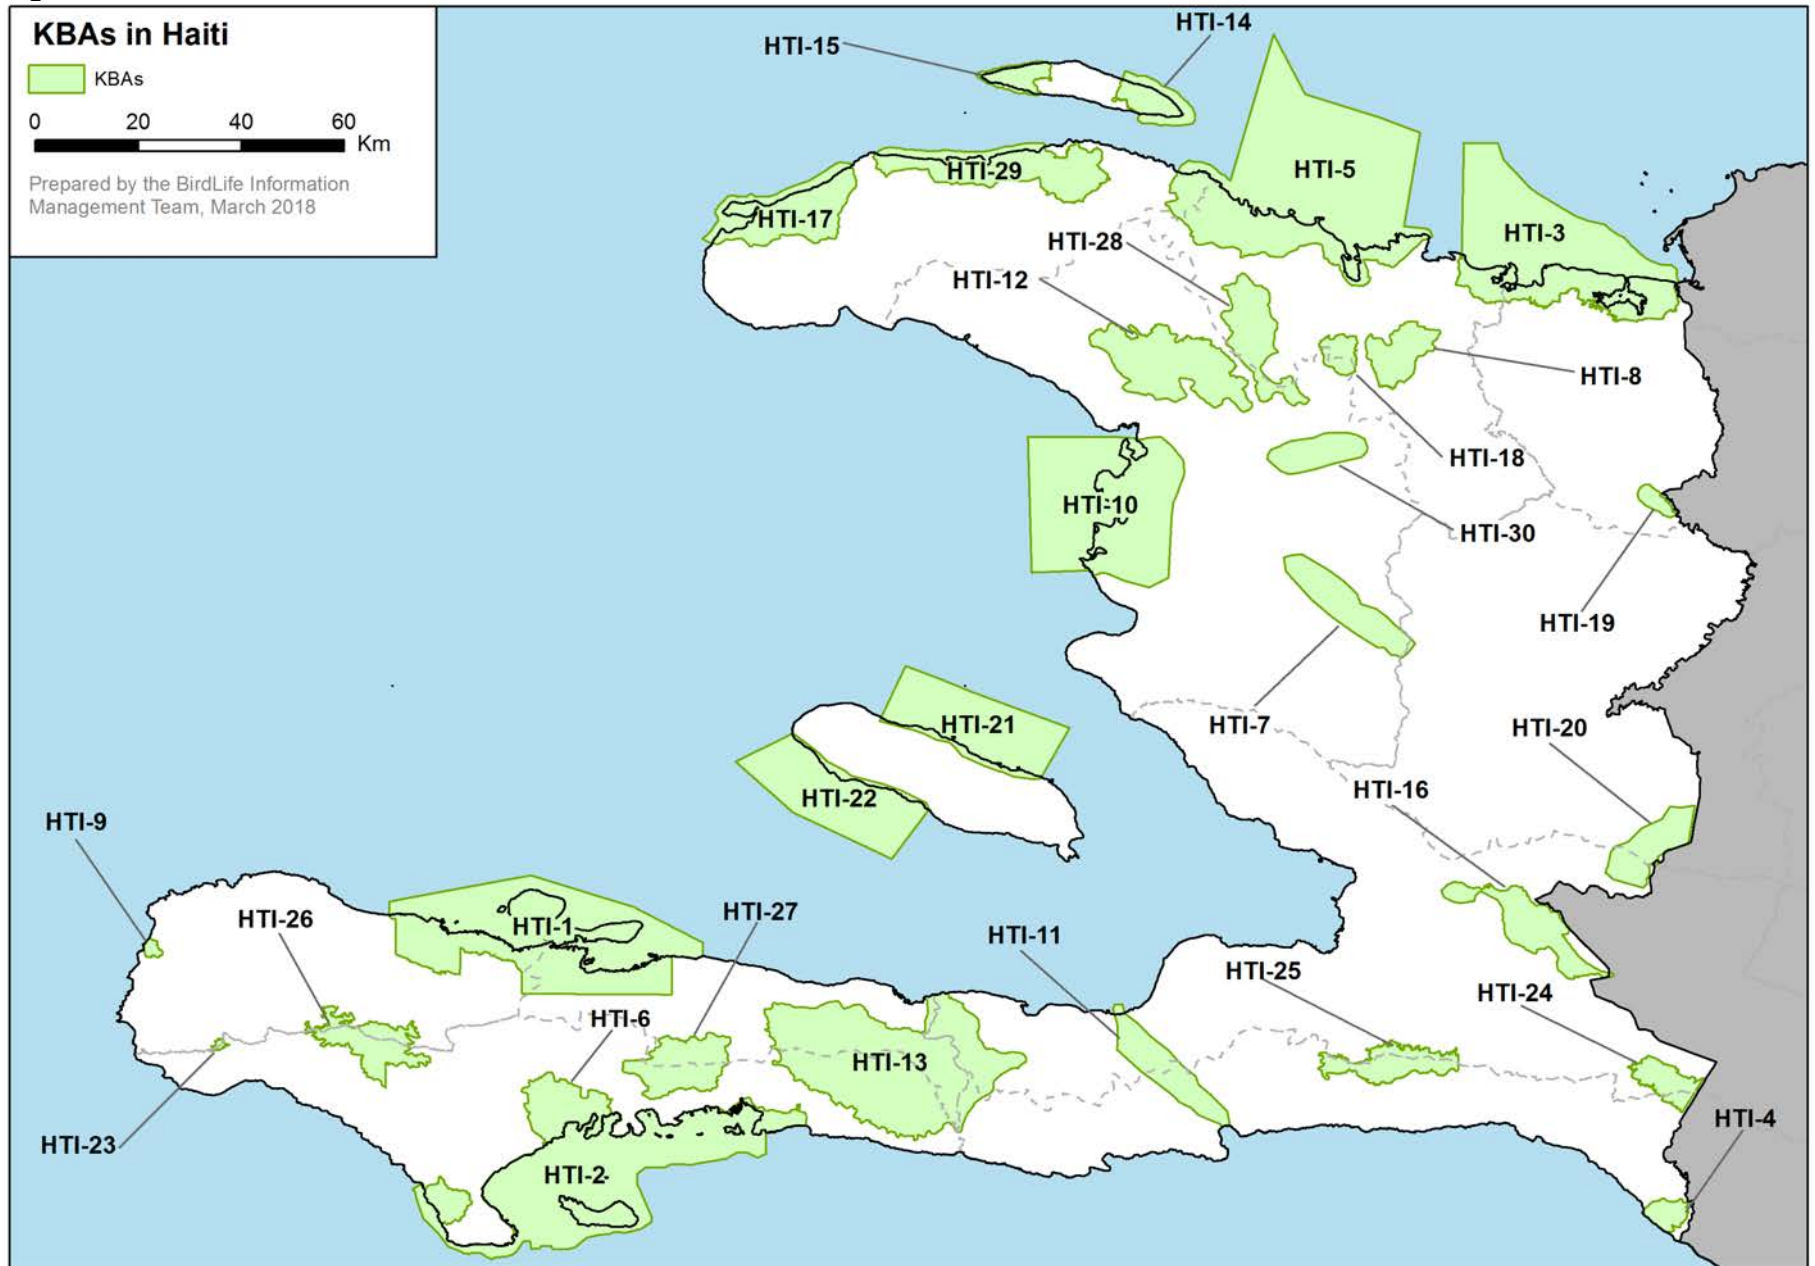 KBAs in Haiti
KBAs
0 20 40 60
Km
Prepared by the BirdLife Information
Management Team, March 2018
HTI-14
HTI-15
HTI-5
HTI-29
HTI-17
HTI-3
HTI-28
HTI-12
HTI-8
HTI-18
HTI-10
HTI-30
HTI-19
HTI-7
HTI-21
HTI-20
HTI-16
HTI-22
HTI-9
HTI-27
HTI-26
HTI-1
HTI-11
HTI-25
HTI-24
HTI-6
HTI-13
HTI-4
HTI-23
HTI-2